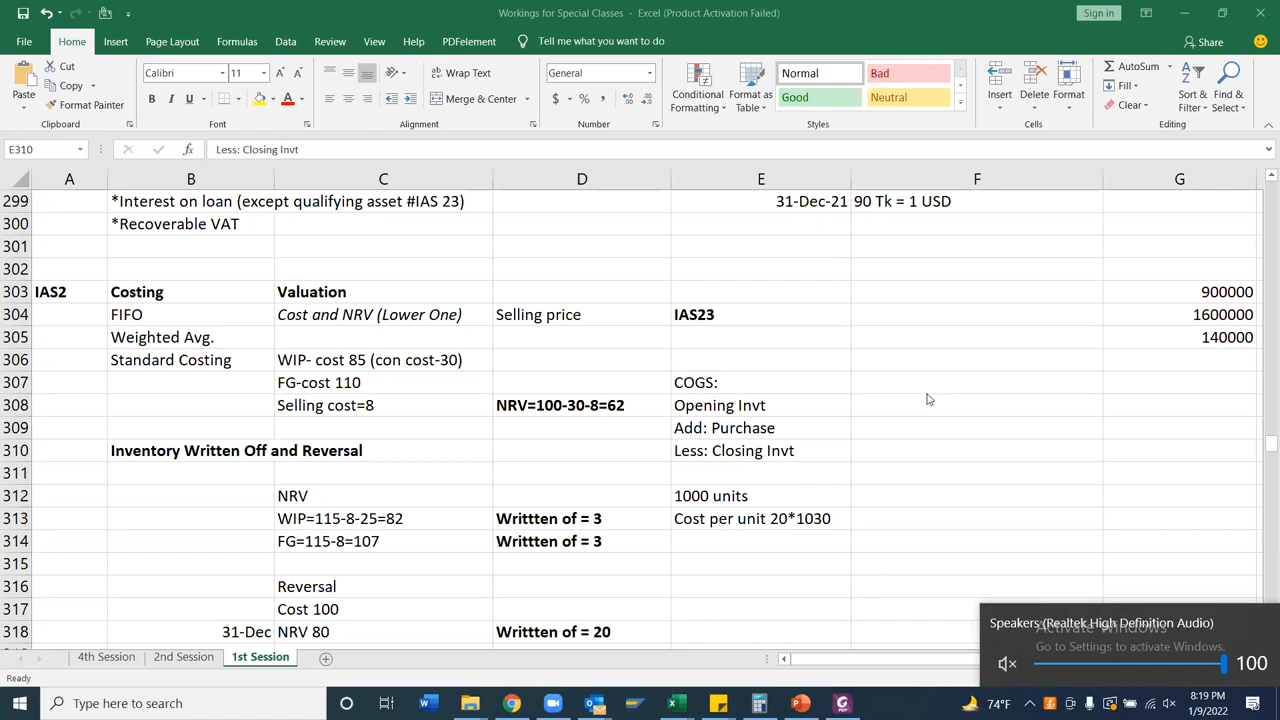 Workings for Special Classes - Excel (Product Activation Failed)
Sign in
File Home Insert Page Layout Formulas Data Review View Help PDFelement Tell me what you want to do Share
Paste
Cut
Copy
Format Painter
Clipboard
Calibri 11
B I U
Font
Wrap Text
Merge & Center
Alignment
General
$ % ,
Number
Conditional Formatting
Format as Table
Normal Bad
Good Neutral
Styles
Insert Delete Format
Cells
AutoSum
Fill
Clear
Sort & Filter
Find & Select
Editing
E310 fx Less: Closing Invt
A B C D E F G
299 *Interest on loan (except qualifying asset #IAS 23) 31-Dec-21 90 Tk = 1 USD
300 *Recoverable VAT
301
302
303 IAS2 Costing Valuation 900000
304 FIFO Cost and NRV (Lower One) Selling price IAS23 1600000
305 Weighted Avg. 140000
306 Standard Costing WIP- cost 85 (con cost-30)
307 FG-cost 110 COGS:
308 Selling cost=8 NRV=100-30-8=62 Opening Invt
309 Add: Purchase
310 Inventory Written Off and Reversal Less: Closing Invt
311
312 NRV 1000 units
313 WIP=115-8-25=82 Writtten of = 3 Cost per unit 20*1030
314 FG=115-8=107 Writtten of = 3
315
316 Reversal
317 Cost 100
318 31-Dec NRV 80 Writtten of = 20
Speakers (Realtek High Definition Audio)
Activate Windows
Go to Settings to activate Windows.
100
4th Session 2nd Session 1st Session
Ready
Type here to search
74°F
8:19 PM
1/9/2022